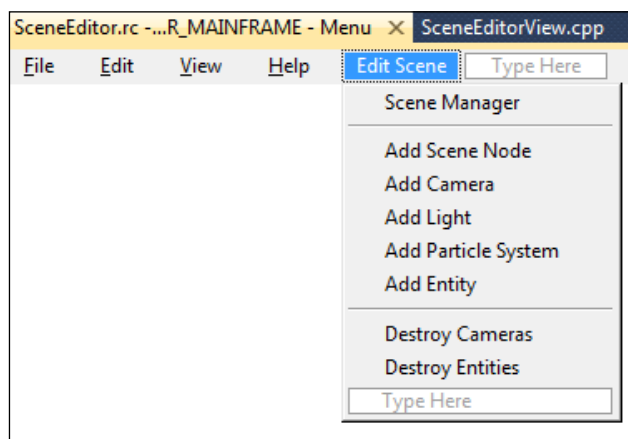 SceneEditor.rc -...R_MAINFRAME - Menu SceneEditorView.cpp
File Edit View Help Edit Scene Type Here
Scene Manager
Add Scene Node
Add Camera
Add Light
Add Particle System
Add Entity
Destroy Cameras
Destroy Entities
Type Here